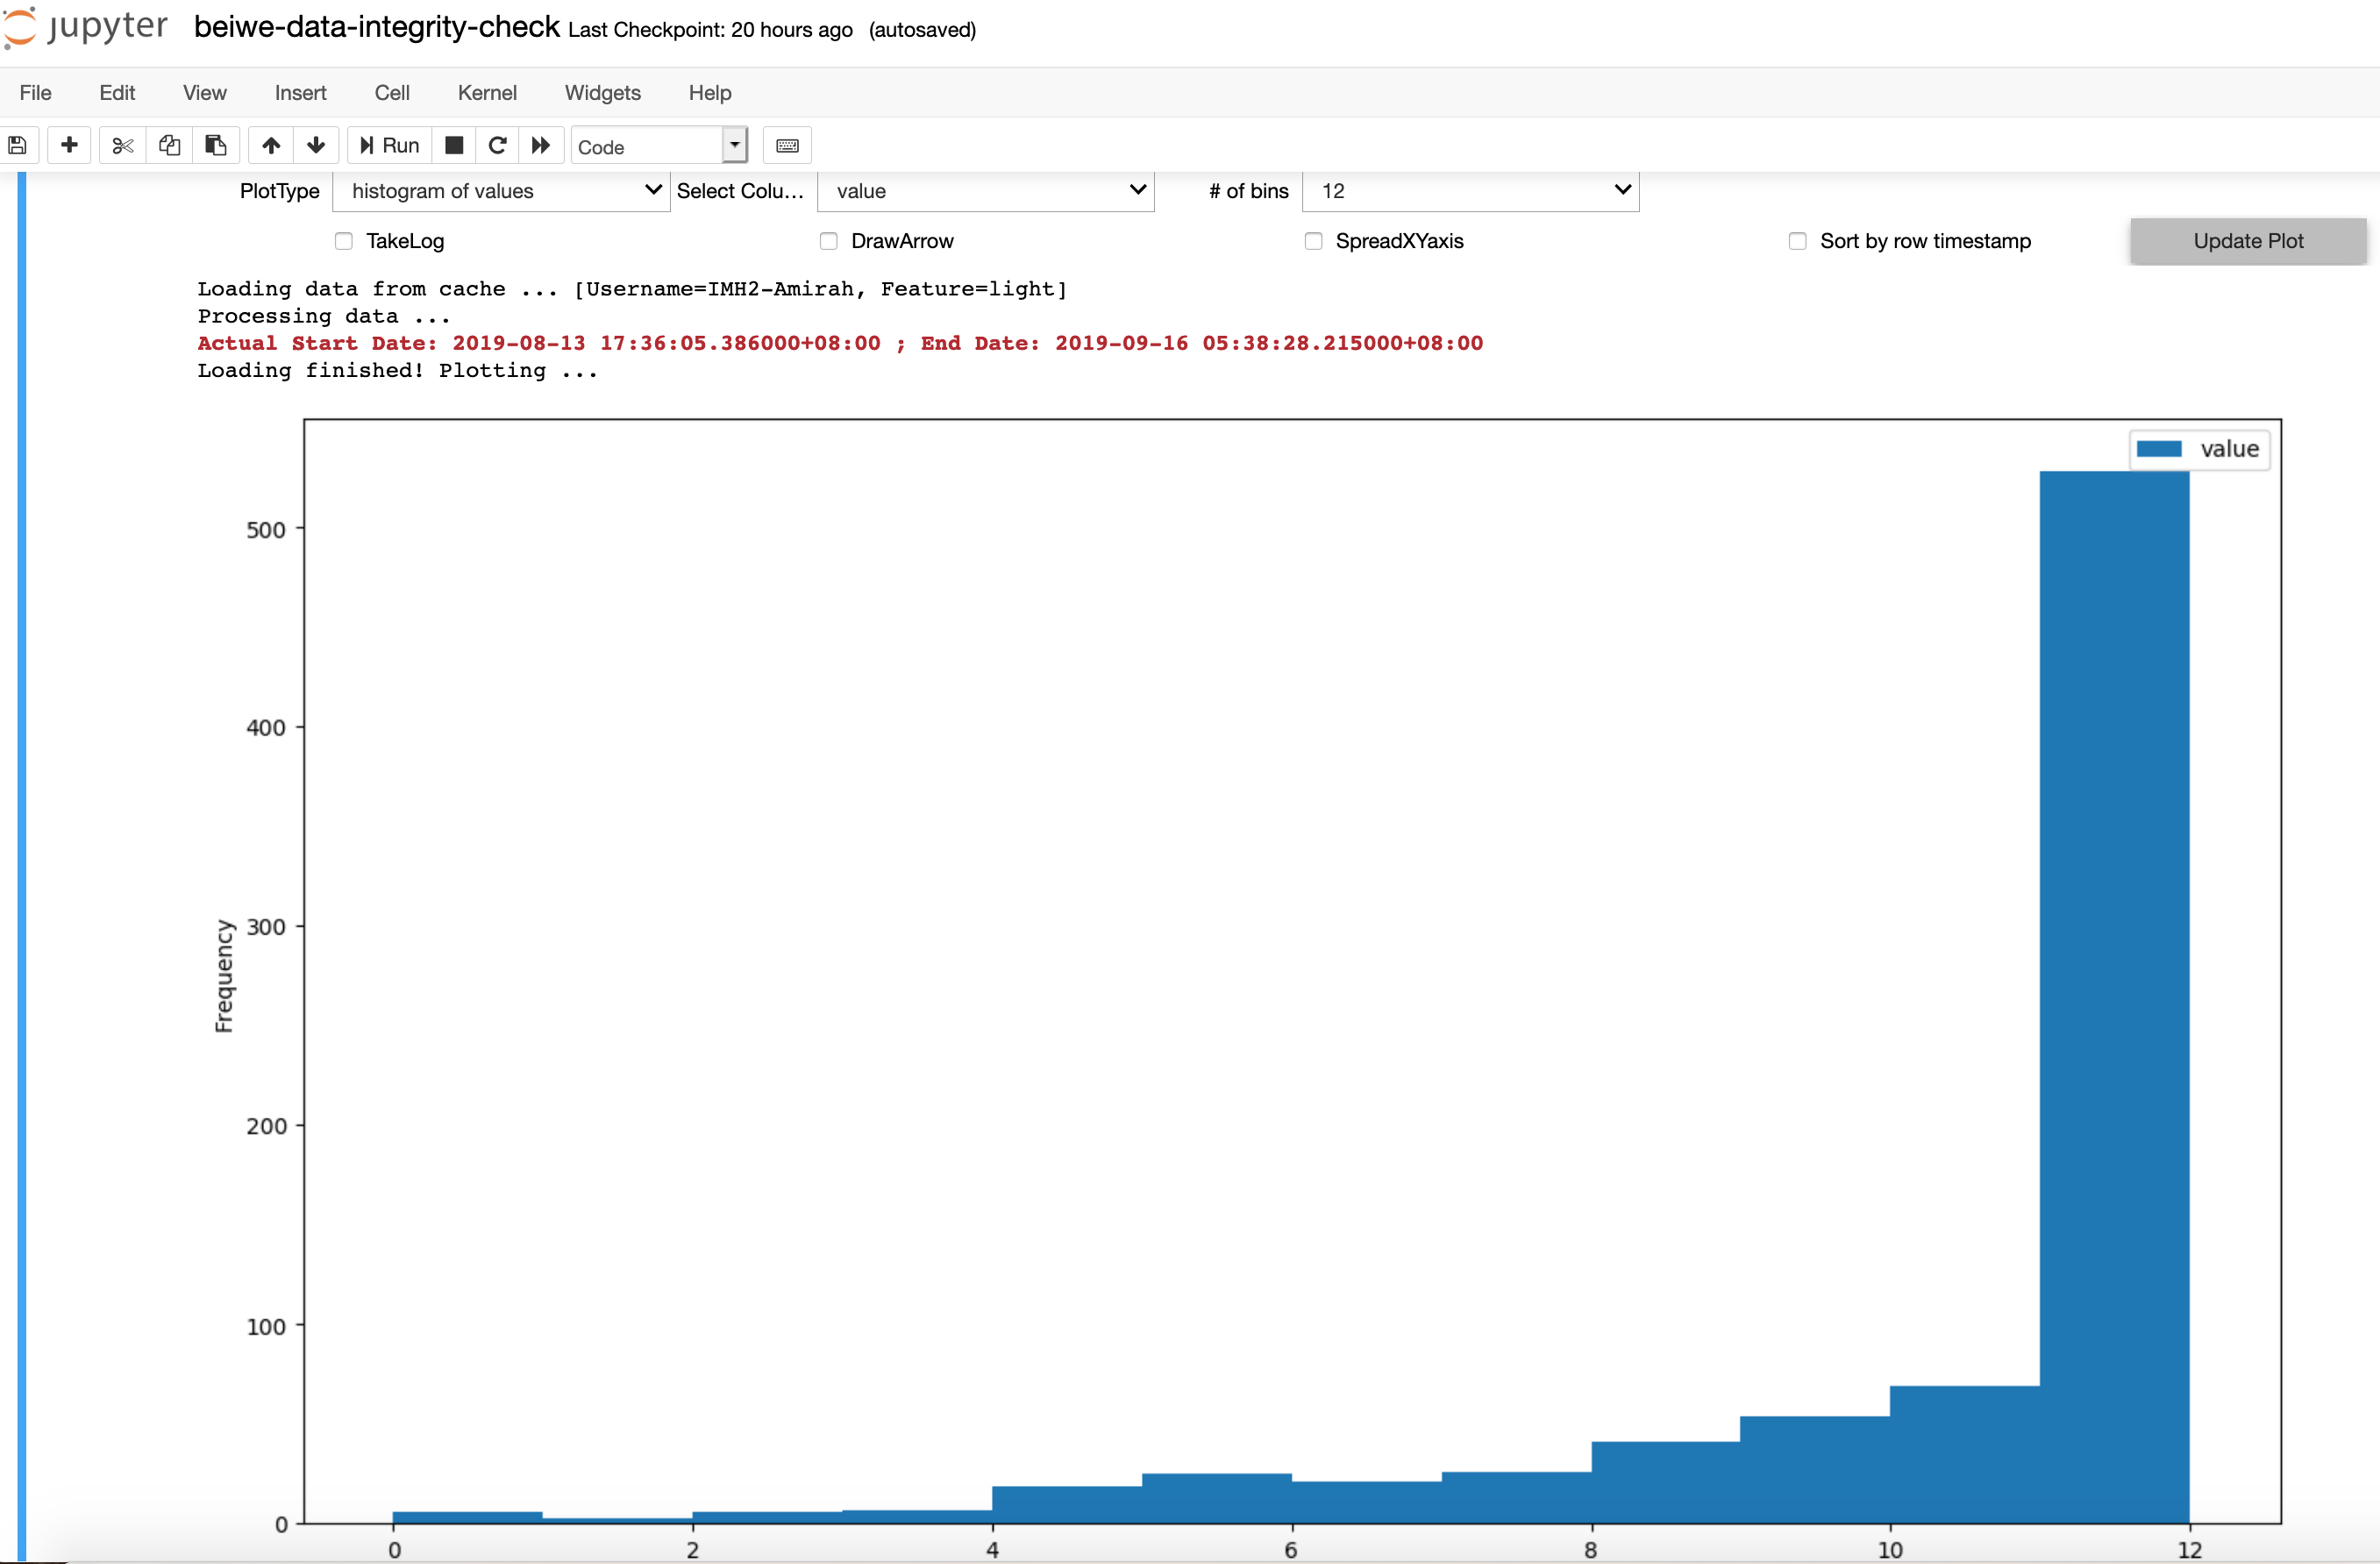 jupyter beiwe-data-integrity-check Last Checkpoint: 20 hours ago (autosaved)
File Edit View Insert Cell Kernel Widgets Help
Run Code
PlotType histogram of values Select Colu... value # of bins 12
TakeLog DrawArrow SpreadXYaxis Sort by row timestamp Update Plot
Loading data from cache ... [Username=IMH2-Amirah, Feature=light]
Processing data ...
Actual Start Date: 2019-08-13 17:36:05.386000+08:00 ; End Date: 2019-09-16 05:38:28.215000+08:00
Loading finished! Plotting ...
value
500
400
300
200
100
0
Frequency
0 2 4 6 8 10 12